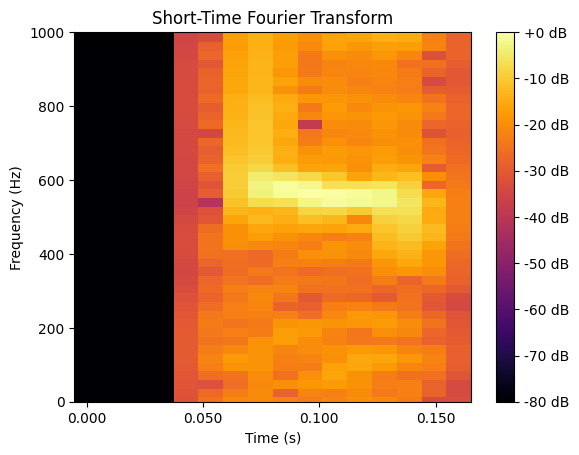 Short-Time Fourier Transform
1000
800
600
400
200
0
Frequency (Hz)
0.000
0.050
0.100
0.150
Time (s)
+0 dB
-10 dB
-20 dB
-30 dB
-40 dB
-50 dB
-60 dB
-70 dB
-80 dB